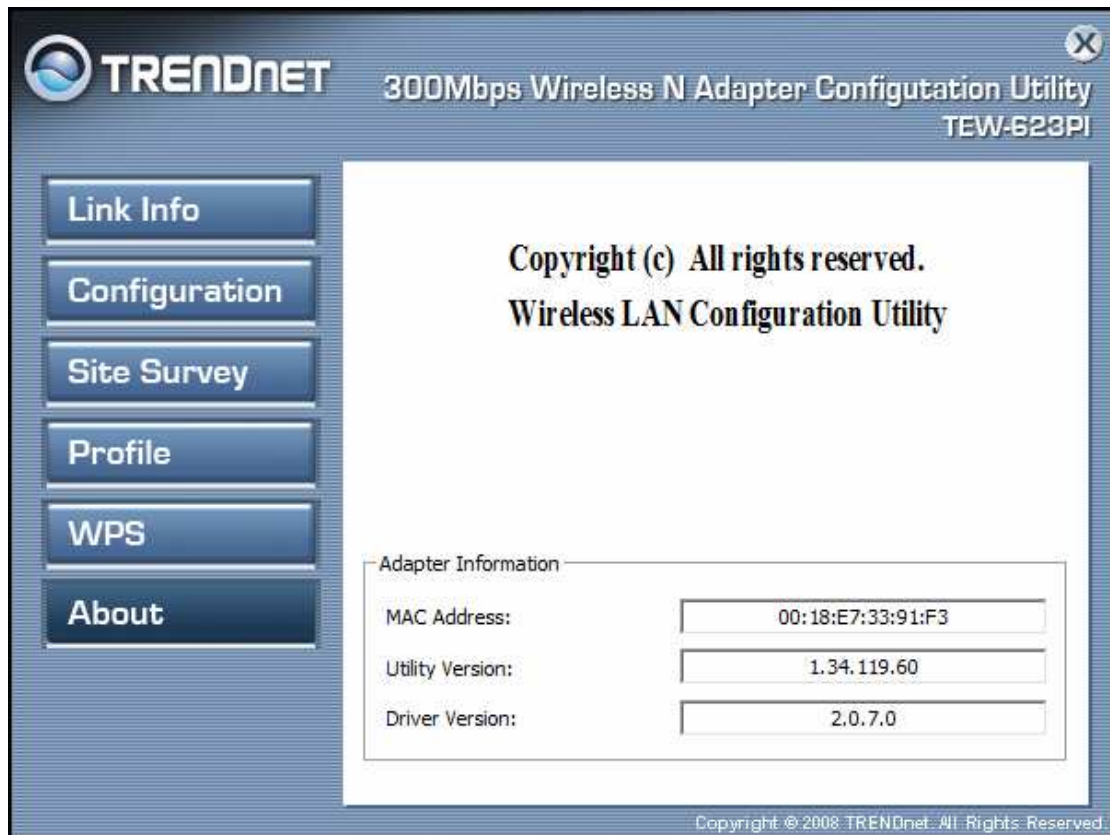 TRENDNET
300Mbps Wireless N Adapter Configutation Utility
TEW-623PI
Link Info
Configuration
Site Survey
Profile
WPS
About
Copyright (c) All rights reserved.
Wireless LAN Configuration Utility
Adapter Information
MAC Address: 00:18:E7:33:91:F3
Utility Version: 1.34.119.60
Driver Version: 2.0.7.0
Copyright © 2008 TRENDnet. All Rights Reserved